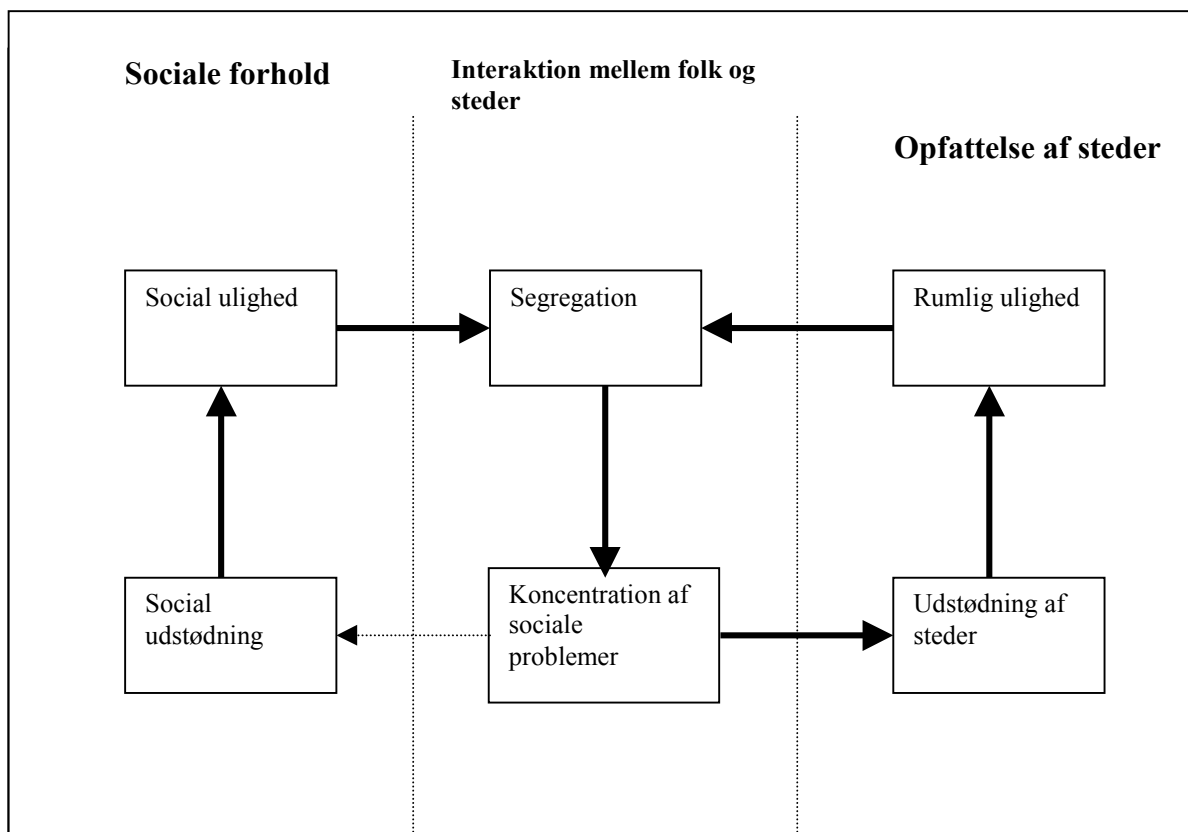 Sociale forhold
Interaktion mellem folk og
steder
Opfattelse af steder
Social ulighed
Segregation
Rumlig ulighed
Social
udstødning
Koncentration af
sociale
problemer
Udstødning af
steder